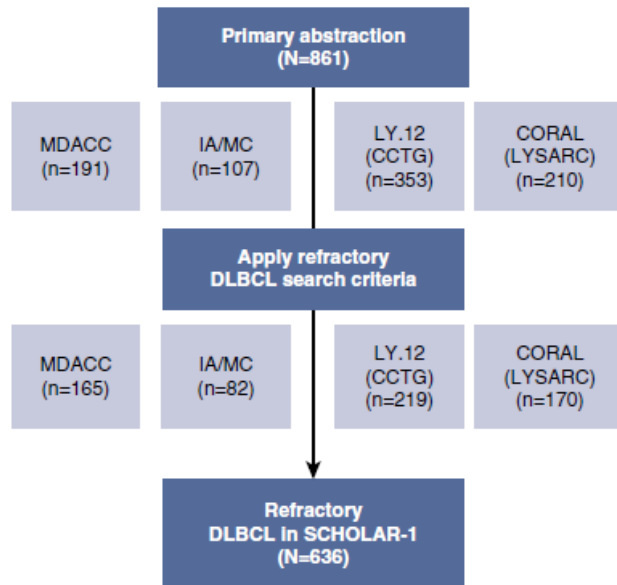 Primary abstraction
(N=861)
MDACC
(n=191)
IA/MC
(n=107)
LY.12
(CCTG)
(n=353)
CORAL
(LYSARC)
(n=210)
Apply refractory
DLBCL search criteria
MDACC
(n=165)
IA/MC
(n=82)
LY.12
(CCTG)
(n=219)
CORAL
(LYSARC)
(n=170)
Refractory
DLBCL in SCHOLAR-1
(N=636)